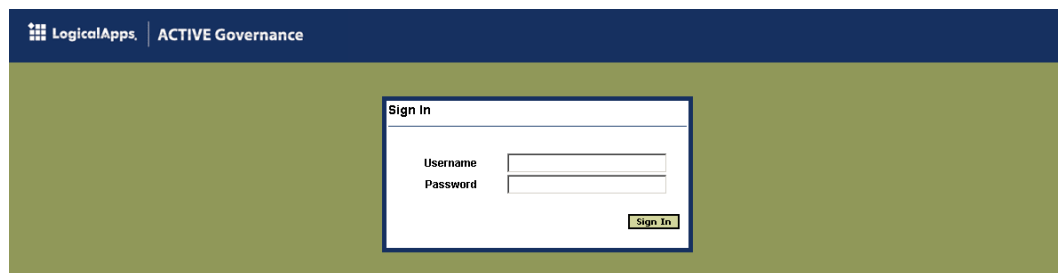 LogicalApps. ACTIVE Governance
Sign In
Username
Password
Sign In